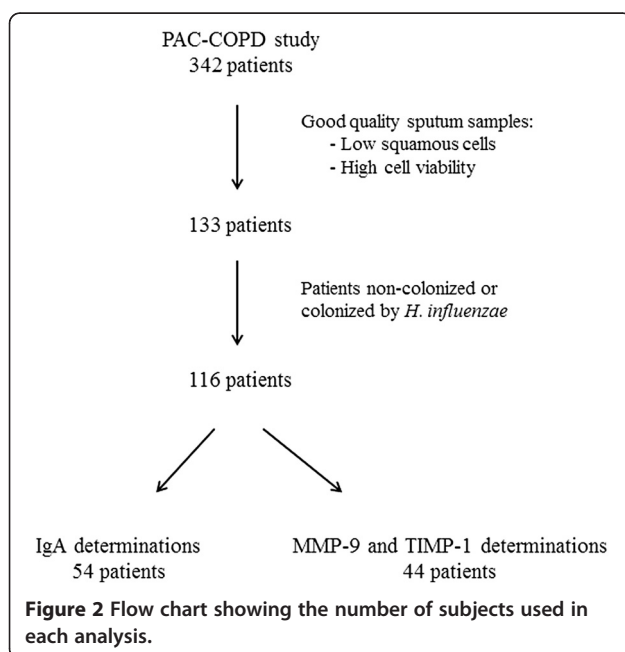 PAC-COPD study
342 patients
Good quality sputum samples:
- Low squamous cells
- High cell viability
133 patients
Patients non-colonized or
colonized by H. influenzae
116 patients
IgA determinations
54 patients
MMP-9 and TIMP-1 determinations
44 patients
Figure 2 Flow chart showing the number of subjects used in
each analysis.